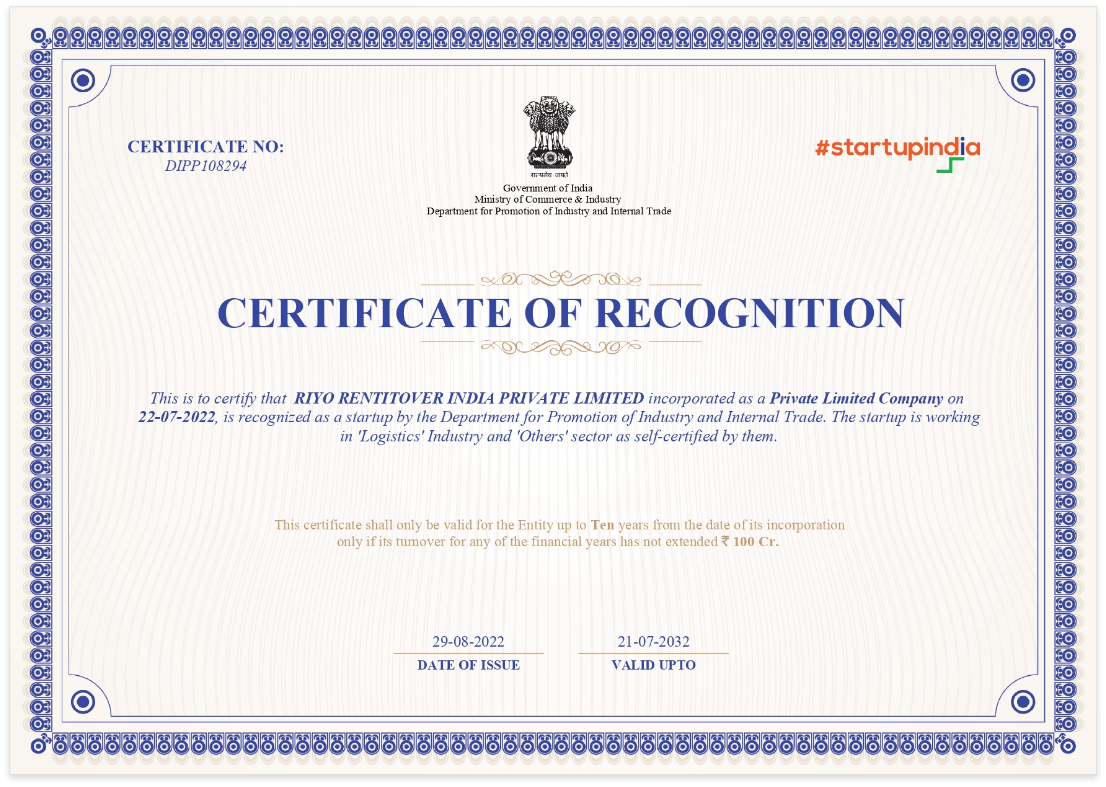 CERTIFICATE NO:
DIPP108294
सत्यमेव जयते
#startupindia
Government of India
Ministry of Commerce & Industry
Department for Promotion of Industry and Internal Trade
CERTIFICATE OF RECOGNITION
This is to certify that RIYO RENTITOVER INDIA PRIVATE LIMITED incorporated as a Private Limited Company on
22-07-2022, is recognized as a startup by the Department for Promotion of Industry and Internal Trade. The startup is working
in 'Logistics' Industry and 'Others' sector as self-certified by them.
This certificate shall only be valid for the Entity up to Ten years from the date of its incorporation
only if its turnover for any of the financial years has not extended ₹ 100 Cr.
29-08-2022
DATE OF ISSUE
21-07-2032
VALID UPTO